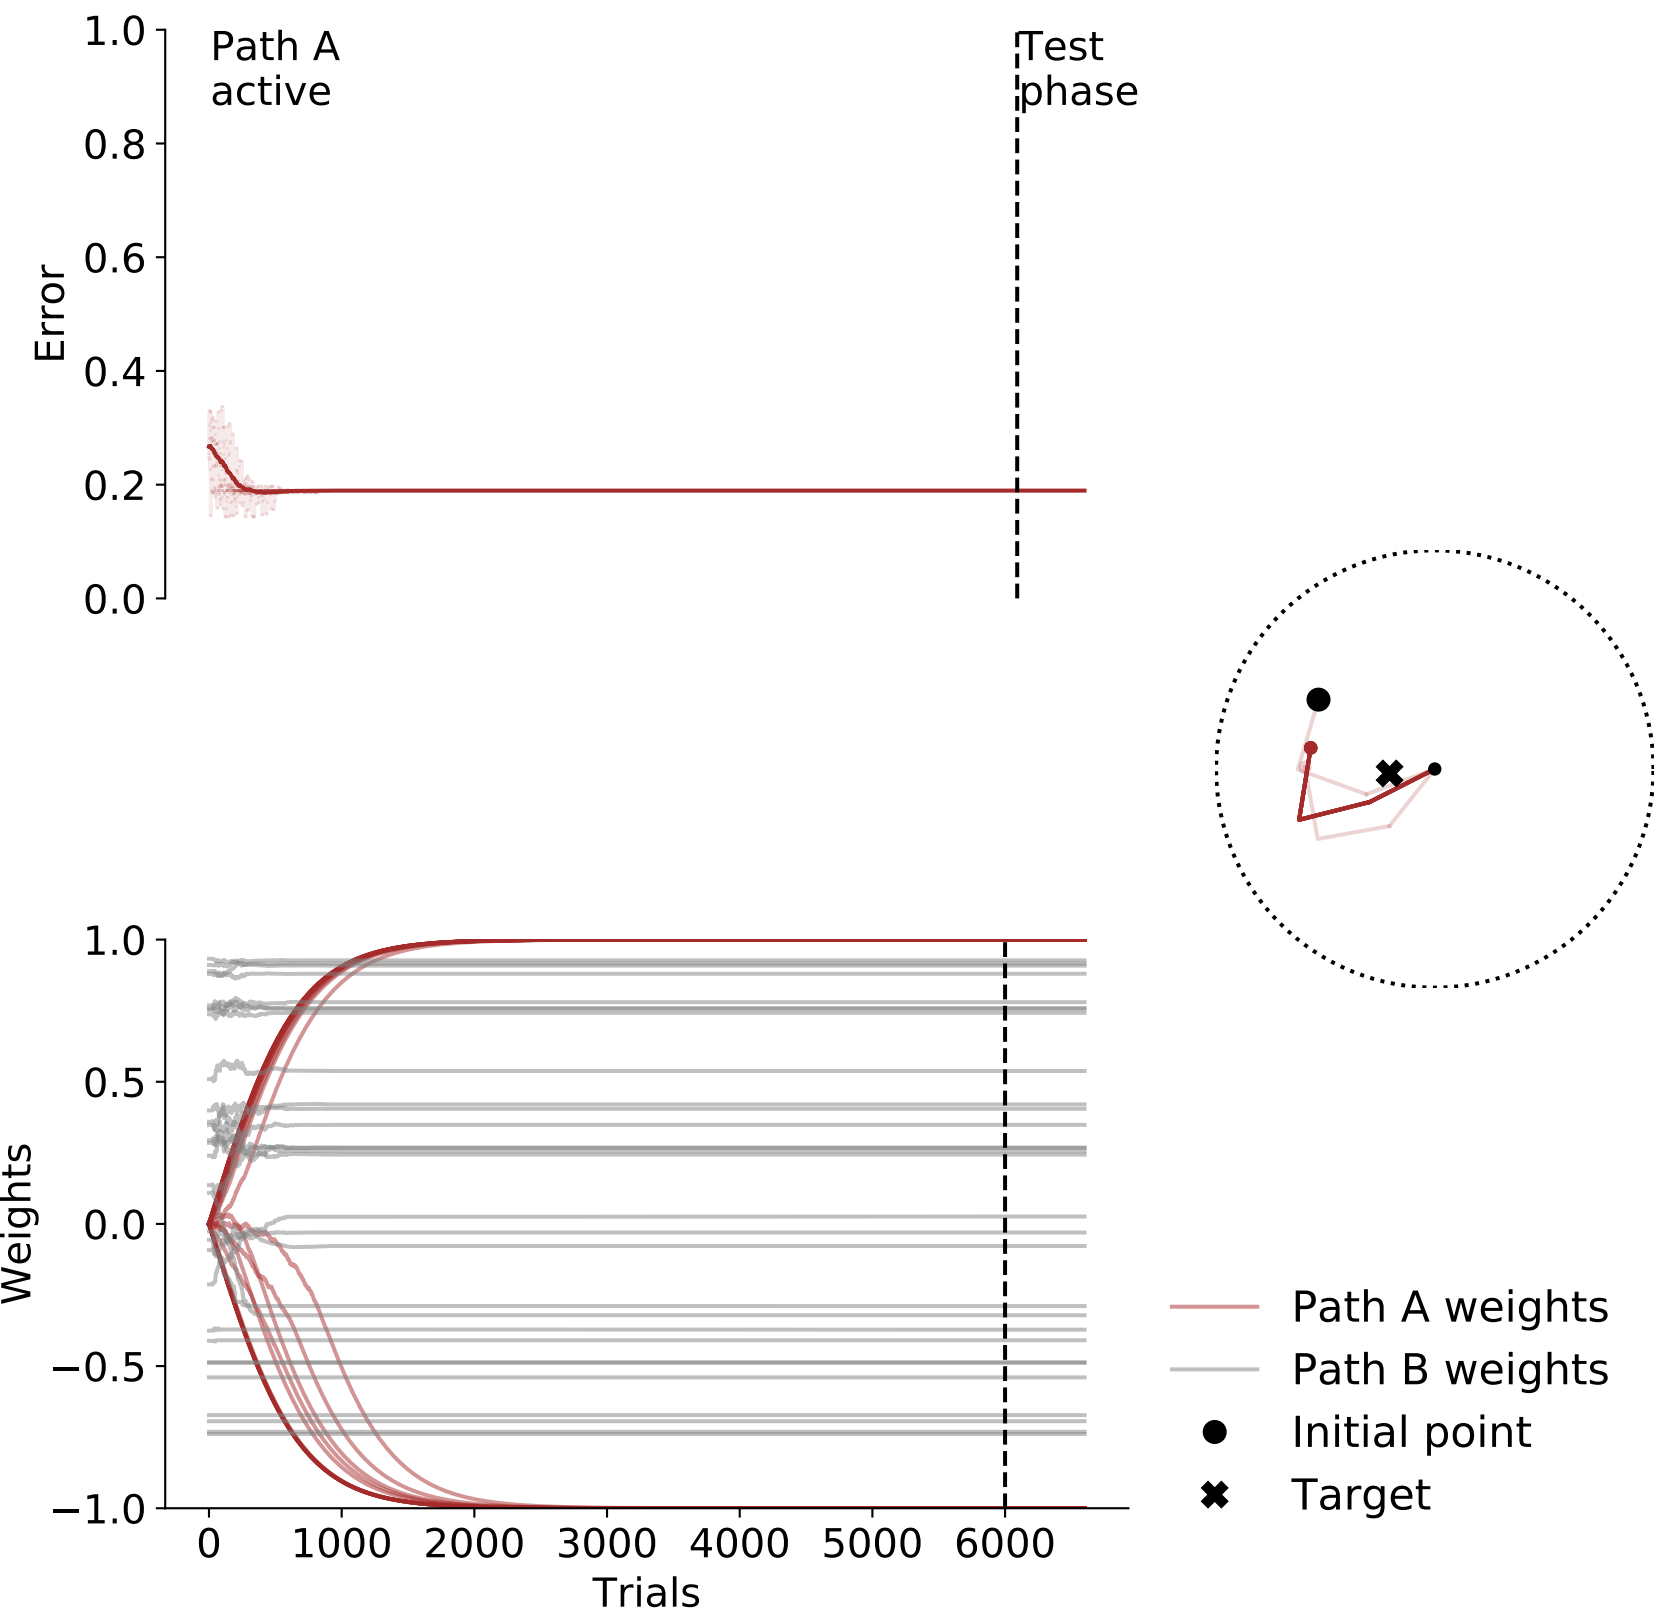 1.0
0.8
0.6
0.4
0.2
0.0
Error
Path A
active
Test
phase
1.0
0.5
0.0
−0.5
−1.0
Weights
0 1000 2000 3000 4000 5000 6000
Trials
Path A weights
Path B weights
Initial point
Target